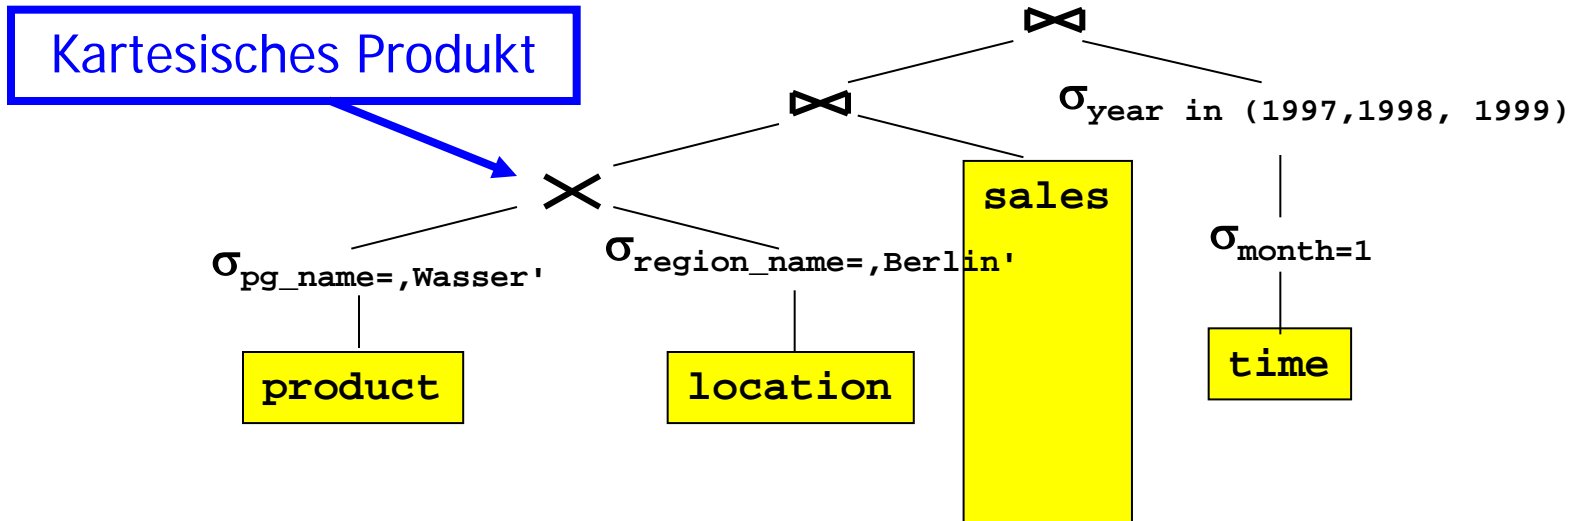 Kartesisches Produkt
⋈
⋈
σyear in (1997,1998, 1999)
×
sales
σpg_name=‚Wasser'
σregion_name=‚Berlin'
σmonth=1
product
location
time